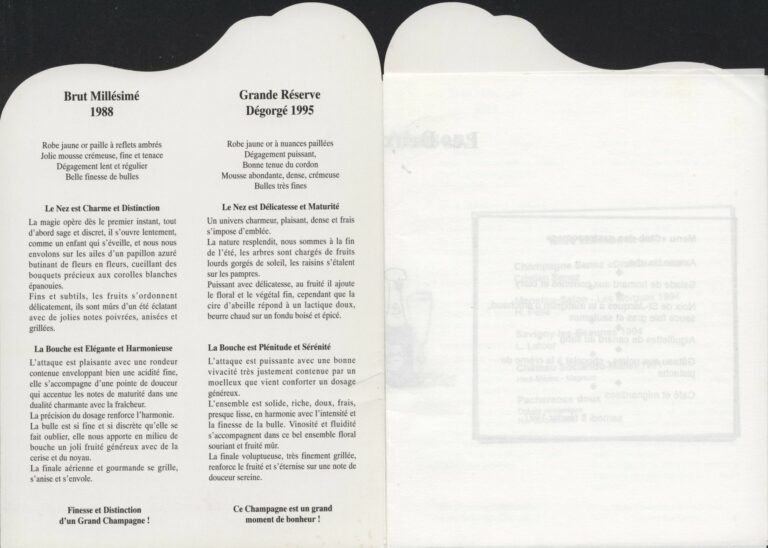 Brut Millésimé
1988
Robe jaune or paille à reflets ambrés
Jolie mousse crémeuse, fine et tenace
Dégagement lent et régulier
Belle finesse de bulles
Le Nez est Charme et Distinction
La magie opère dès le premier instant, tout
d'abord sage et discret, il s'ouvre lentement,
comme un enfant qui s'éveille, et nous nous
envolons sur les ailes d'un papillon azuré
butinant de fleurs en fleurs, cueillant des
bouquets précieux aux corolles blanches
épanouies.
Fins et subtils, les fruits s'ordonnent
délicatement, ils sont mûrs d'un été éclatant
avec de jolies notes poivrées, anisées et
grillées.
La Bouche est Elégante et Harmonieuse
L'attaque est plaisante avec une rondeur
contenue enveloppant bien une acidité fine,
elle s'accompagne d'une pointe de douceur
qui accentue les notes de maturité dans une
dualité charmante avec la fraîcheur.
La précision du dosage renforce l'harmonie.
La bulle est si fine et si discrète qu'elle se
fait oublier, elle nous apporte en milieu de
bouche un joli fruité généreux avec de la
cerise et du noyau.
La finale aérienne et gourmande se grille,
s'anise et s'envole.
Finesse et Distinction
d'un Grand Champagne !
Grande Réserve
Dégorgé 1995
Robe jaune or à nuances paillées
Dégagement puissant,
Bonne tenue du cordon
Mousse abondante, dense, crémeuse
Bulles très fines
Le Nez est Délicatesse et Maturité
Un univers charmeur, plaisant, dense et frais
s'impose d'emblée.
La nature resplendit, nous sommes à la fin
de l'été, les arbres sont chargés de fruits
lourds gorgés de soleil, les raisins s'étalent
sur les pampres.
Puissant avec délicatesse, au fruité il ajoute
le floral et le végétal fin, cependant que la
cire d'abeille répond à un lactique doux,
beurre chaud sur un fondu boisé et épicé.
La Bouche est Plénitude et Sérénité
L'attaque est puissante avec une bonne
vivacité très justement contenue par un
moelleux que vient conforter un dosage
généreux.
L'ensemble est solide, riche, doux, frais,
presque lisse, en harmonie avec l'intensité et
la finesse de la bulle. Vinosité et fluidité
s'accompagnent dans ce bel ensemble floral
souriant et fruité mûr.
La finale voluptueuse, très finement grillée,
renforce le fruité et s'éternise sur une note de
douceur sereine.
Ce Champagne est un grand
moment de bonheur !